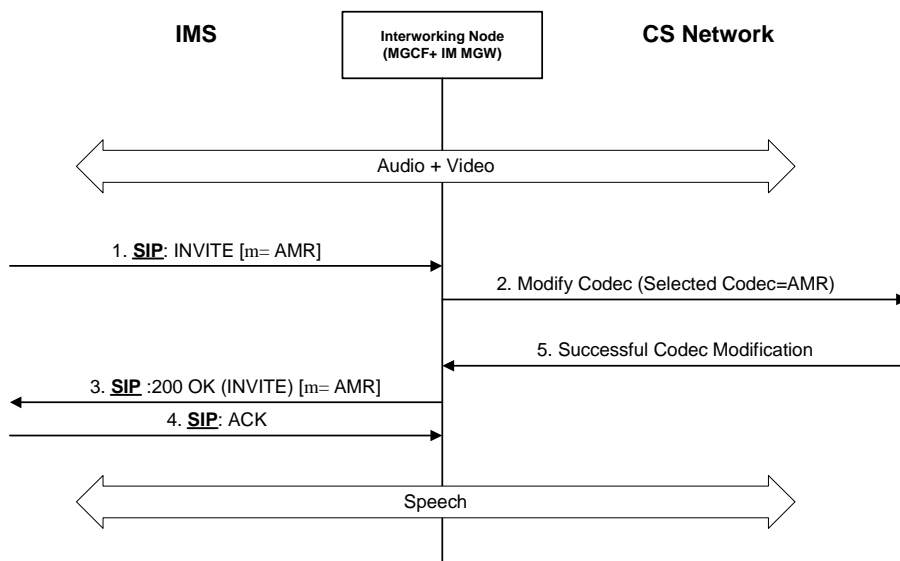 IMS
Interworking Node
(MGCF+ IM MGW)
CS Network
Audio + Video
1. SIP: INVITE [m= AMR]
2. Modify Codec (Selected Codec=AMR)
5. Successful Codec Modification
3. SIP :200 OK (INVITE) [m= AMR]
4. SIP: ACK
Speech